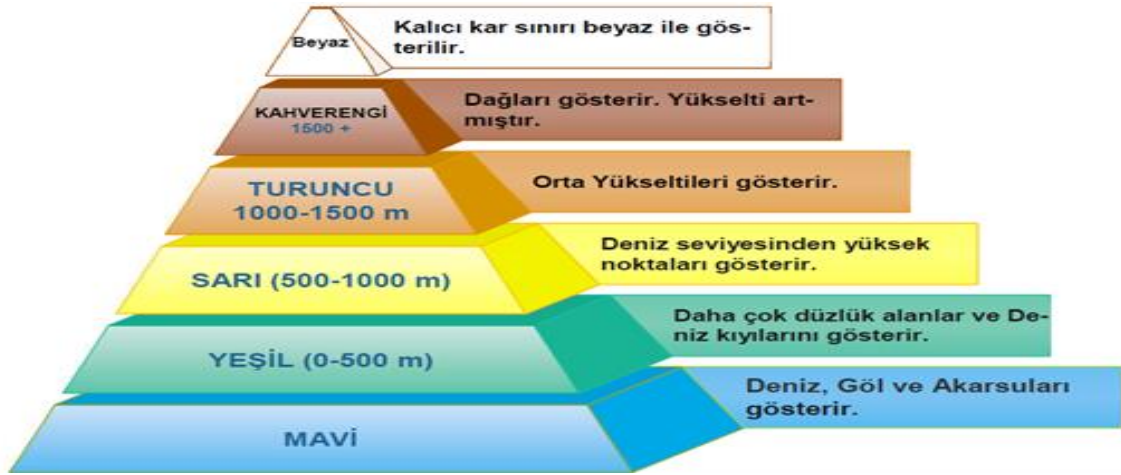 Beyaz
Kalıcı kar sınırı beyaz ile gös-
terilir.
KAHVERENGİ
1500 +
Dağları gösterir. Yükselti art-
mıştır.
TURUNCU
1000-1500 m
Orta Yükseltileri gösterir.
SARI (500-1000 m)
Deniz seviyesinden yüksek
noktaları gösterir.
YEŞİL (0-500 m)
Daha çok düzlük alanlar ve De-
niz kıyılarını gösterir.
MAVİ
Deniz, Göl ve Akarsuları
gösterir.